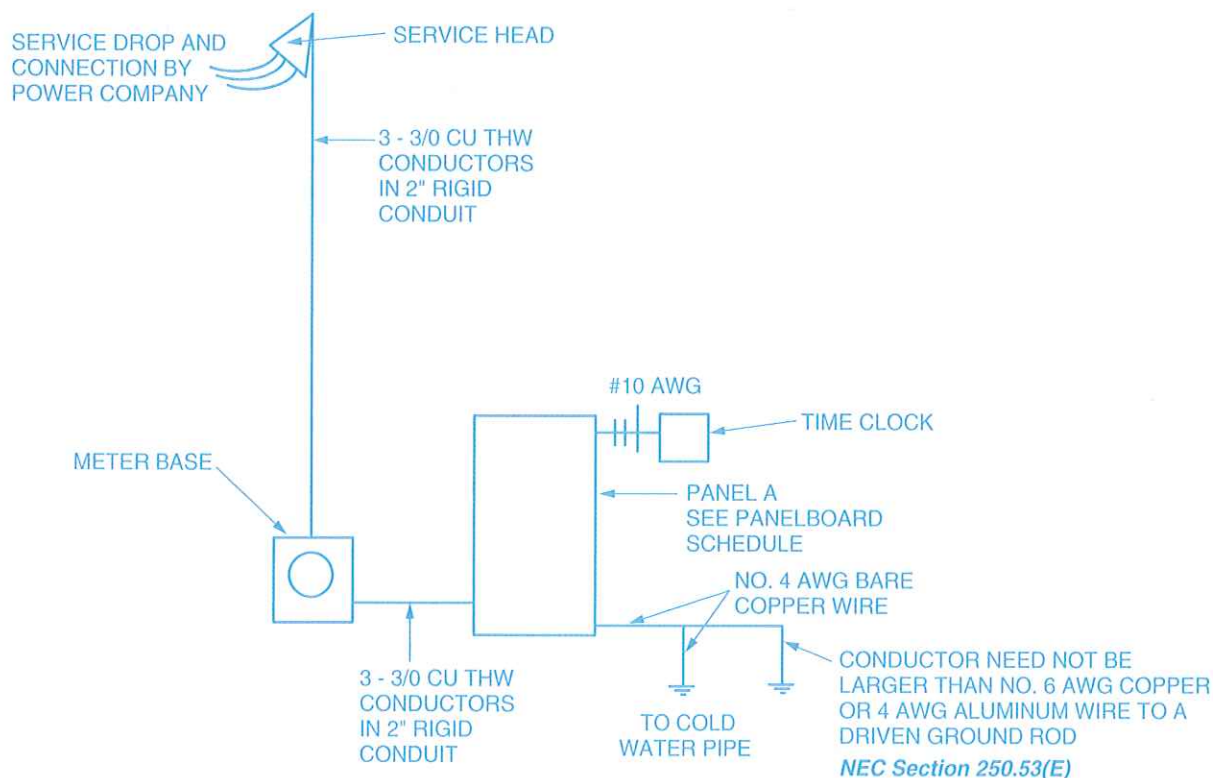 SERVICE DROP AND
CONNECTION BY
POWER COMPANY
SERVICE HEAD
3 - 3/0 CU THW
CONDUCTORS
IN 2" RIGID
CONDUIT
#10 AWG
TIME CLOCK
METER BASE
PANEL A
SEE PANELBOARD
SCHEDULE
NO. 4 AWG BARE
COPPER WIRE
3 - 3/0 CU THW
CONDUCTORS
IN 2" RIGID
CONDUIT
TO COLD
WATER PIPE
CONDUCTOR NEED NOT BE
LARGER THAN NO. 6 AWG COPPER
OR 4 AWG ALUMINUM WIRE TO A
DRIVEN GROUND ROD
NEC Section 250.53(E)